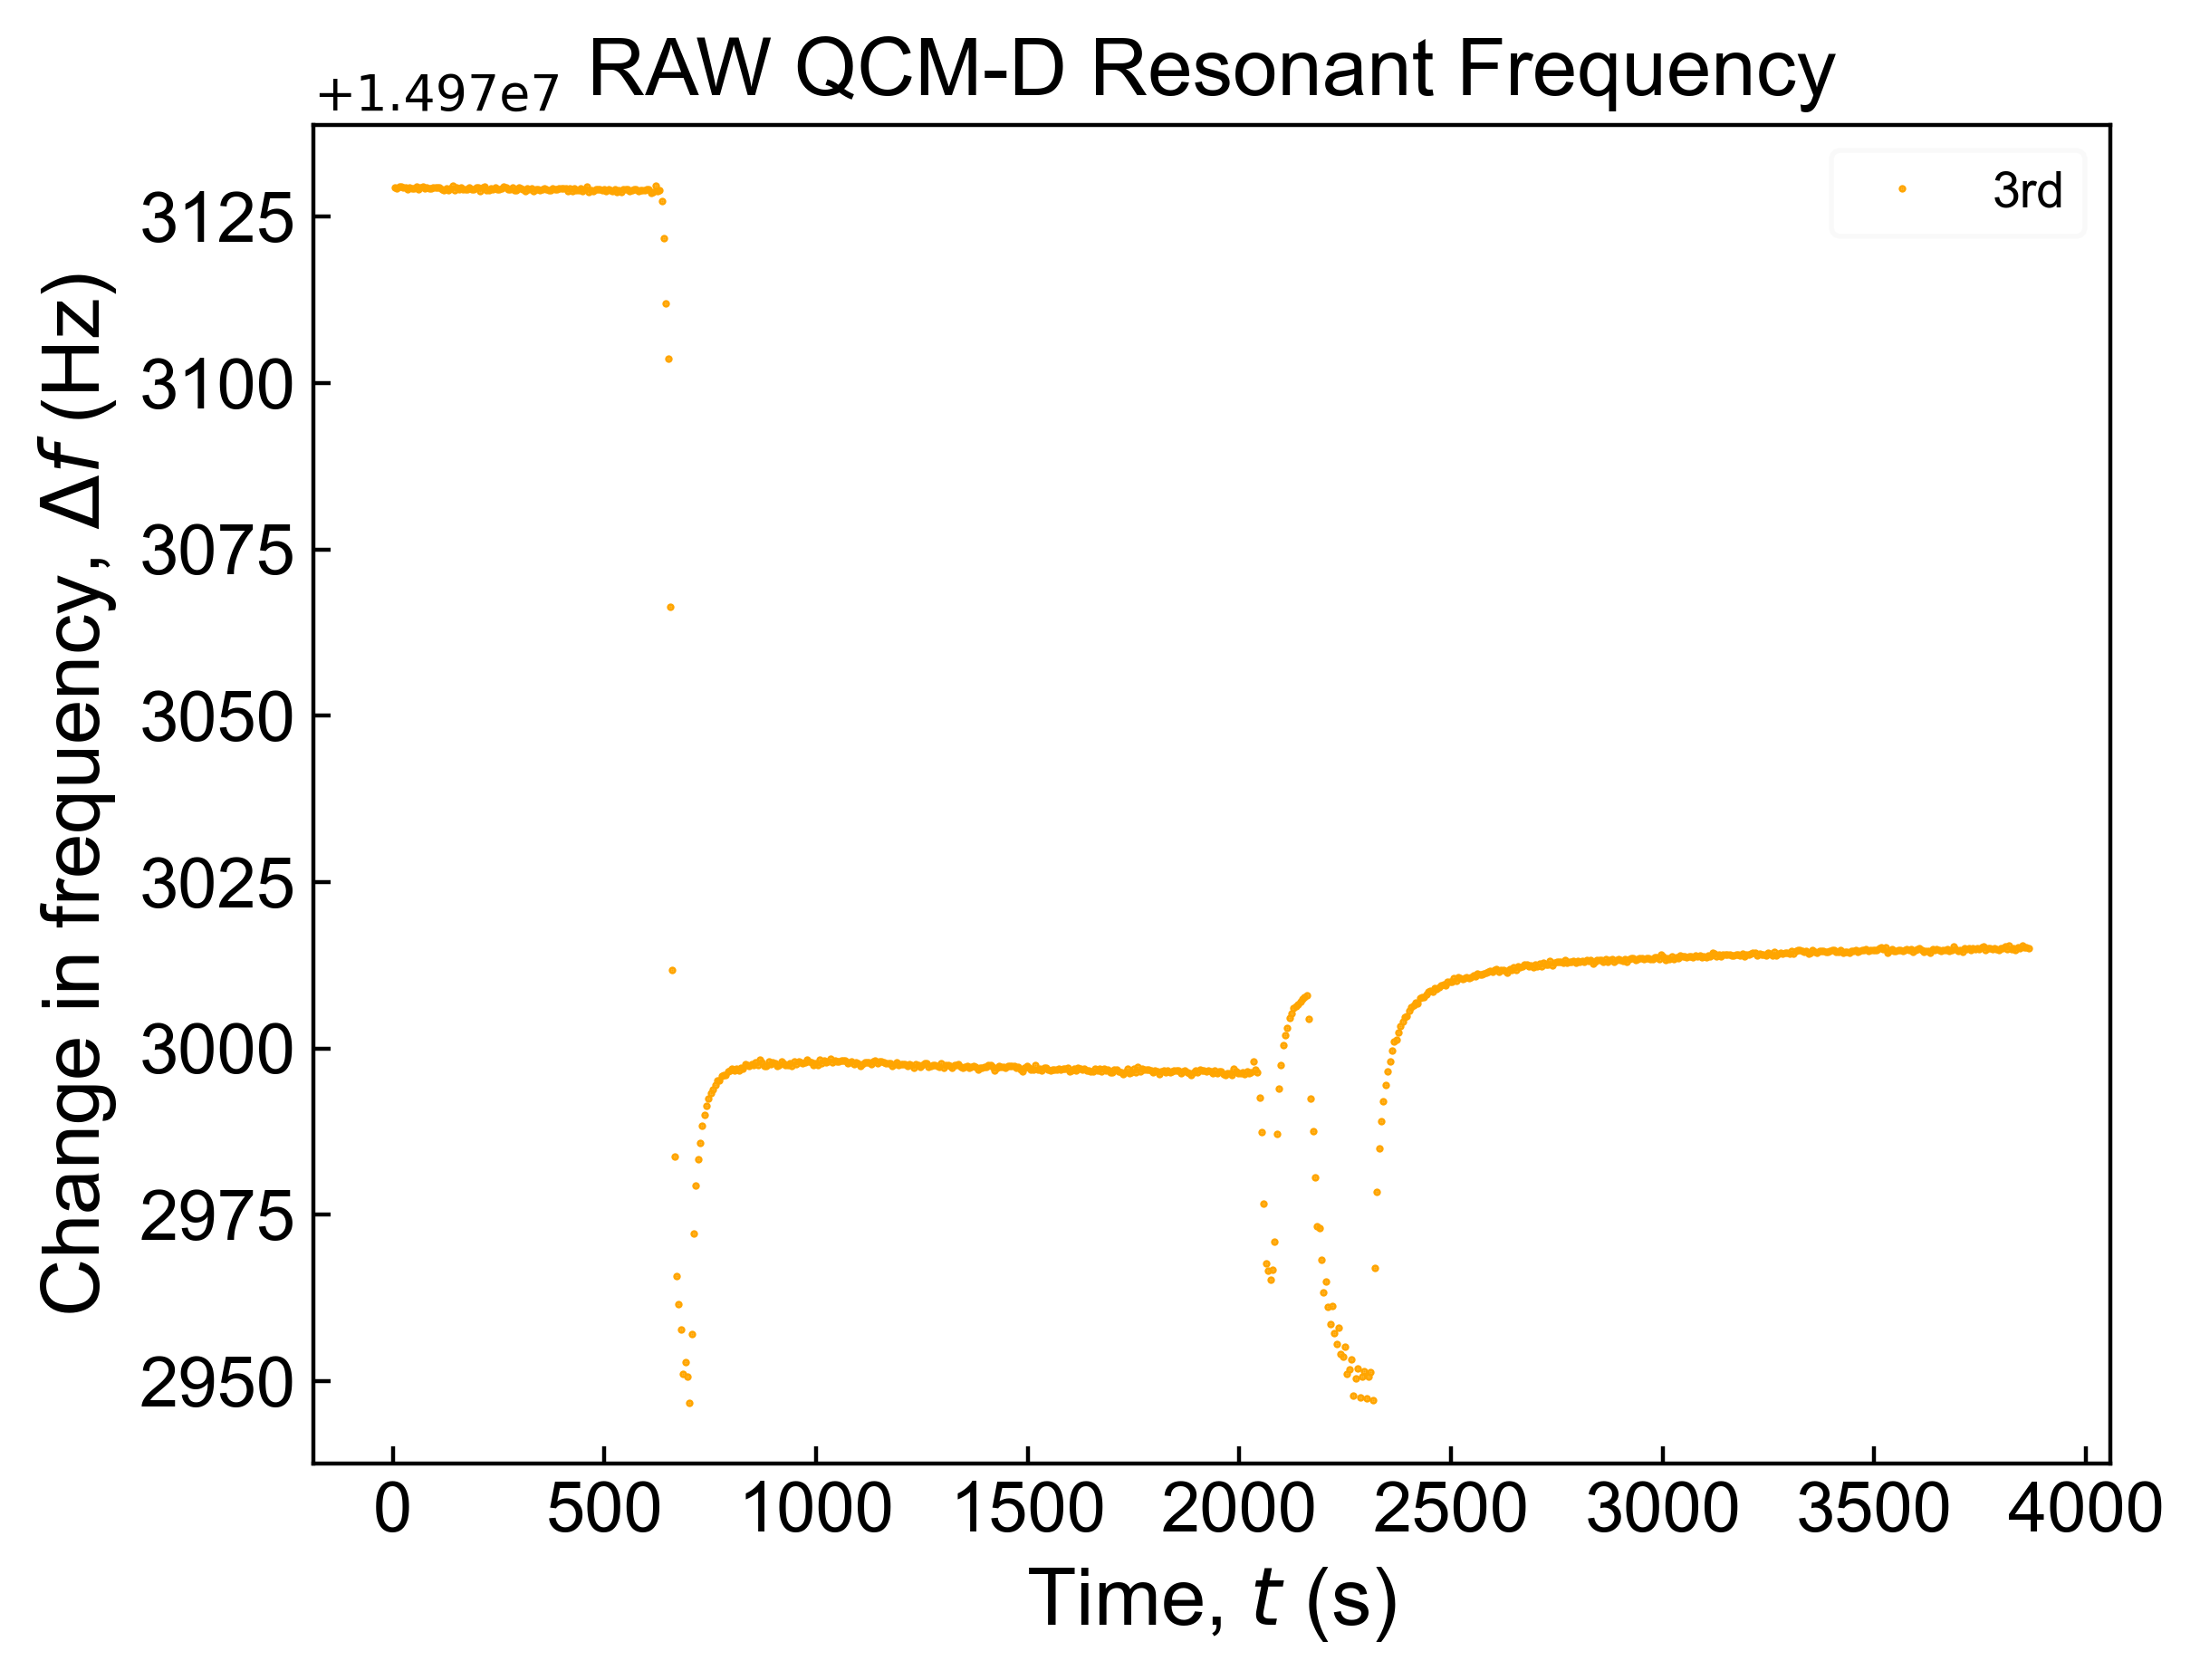 RAW QCM-D Resonant Frequency
+1.497e7
3rd
3125
3100
3075
3050
3025
3000
2975
2950
Change in frequency, Δf (Hz)
0 500 1000 1500 2000 2500 3000 3500 4000
Time, t (s)